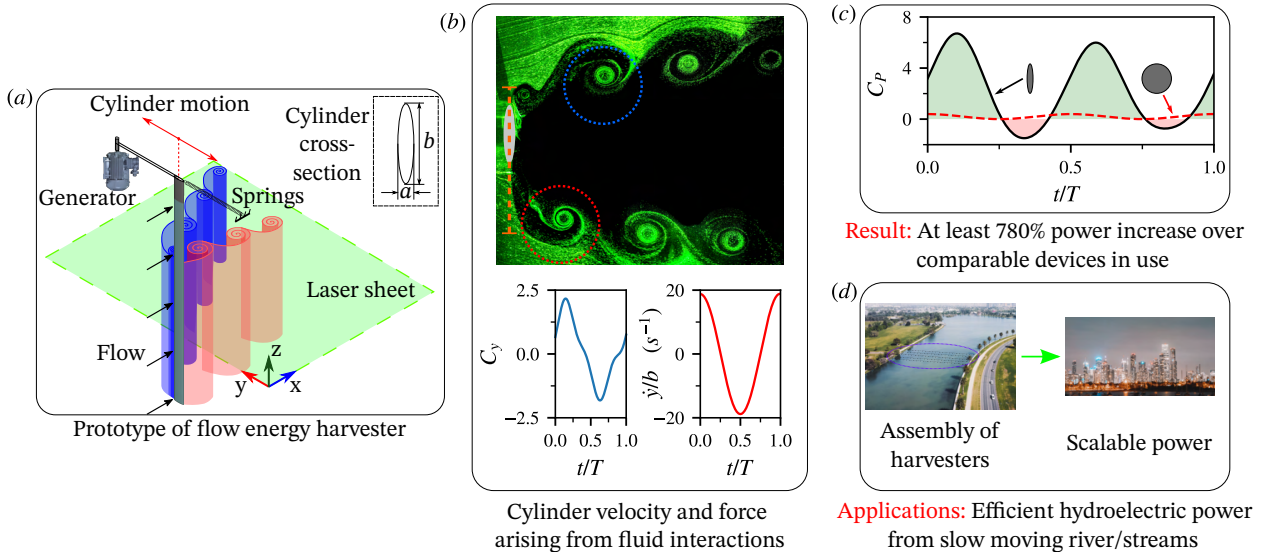 (a)
Cylinder motion
Cylinder
cross-
section
b
a
Generator
Springs
Laser sheet
Flow
z
y
x
Prototype of flow energy harvester
(b)
2.5
0.0
−2.5
C_y
0.0
0.5
1.0
t/T
20
0
−20
ẏ/b (s⁻¹)
0.0
0.5
1.0
t/T
Cylinder velocity and force
arising from fluid interactions
(c)
8
4
0
C_P
0.0
0.5
1.0
t/T
Result: At least 780% power increase over
comparable devices in use
(d)
Assembly of
harvesters
Scalable power
Applications: Efficient hydroelectric power
from slow moving river/streams